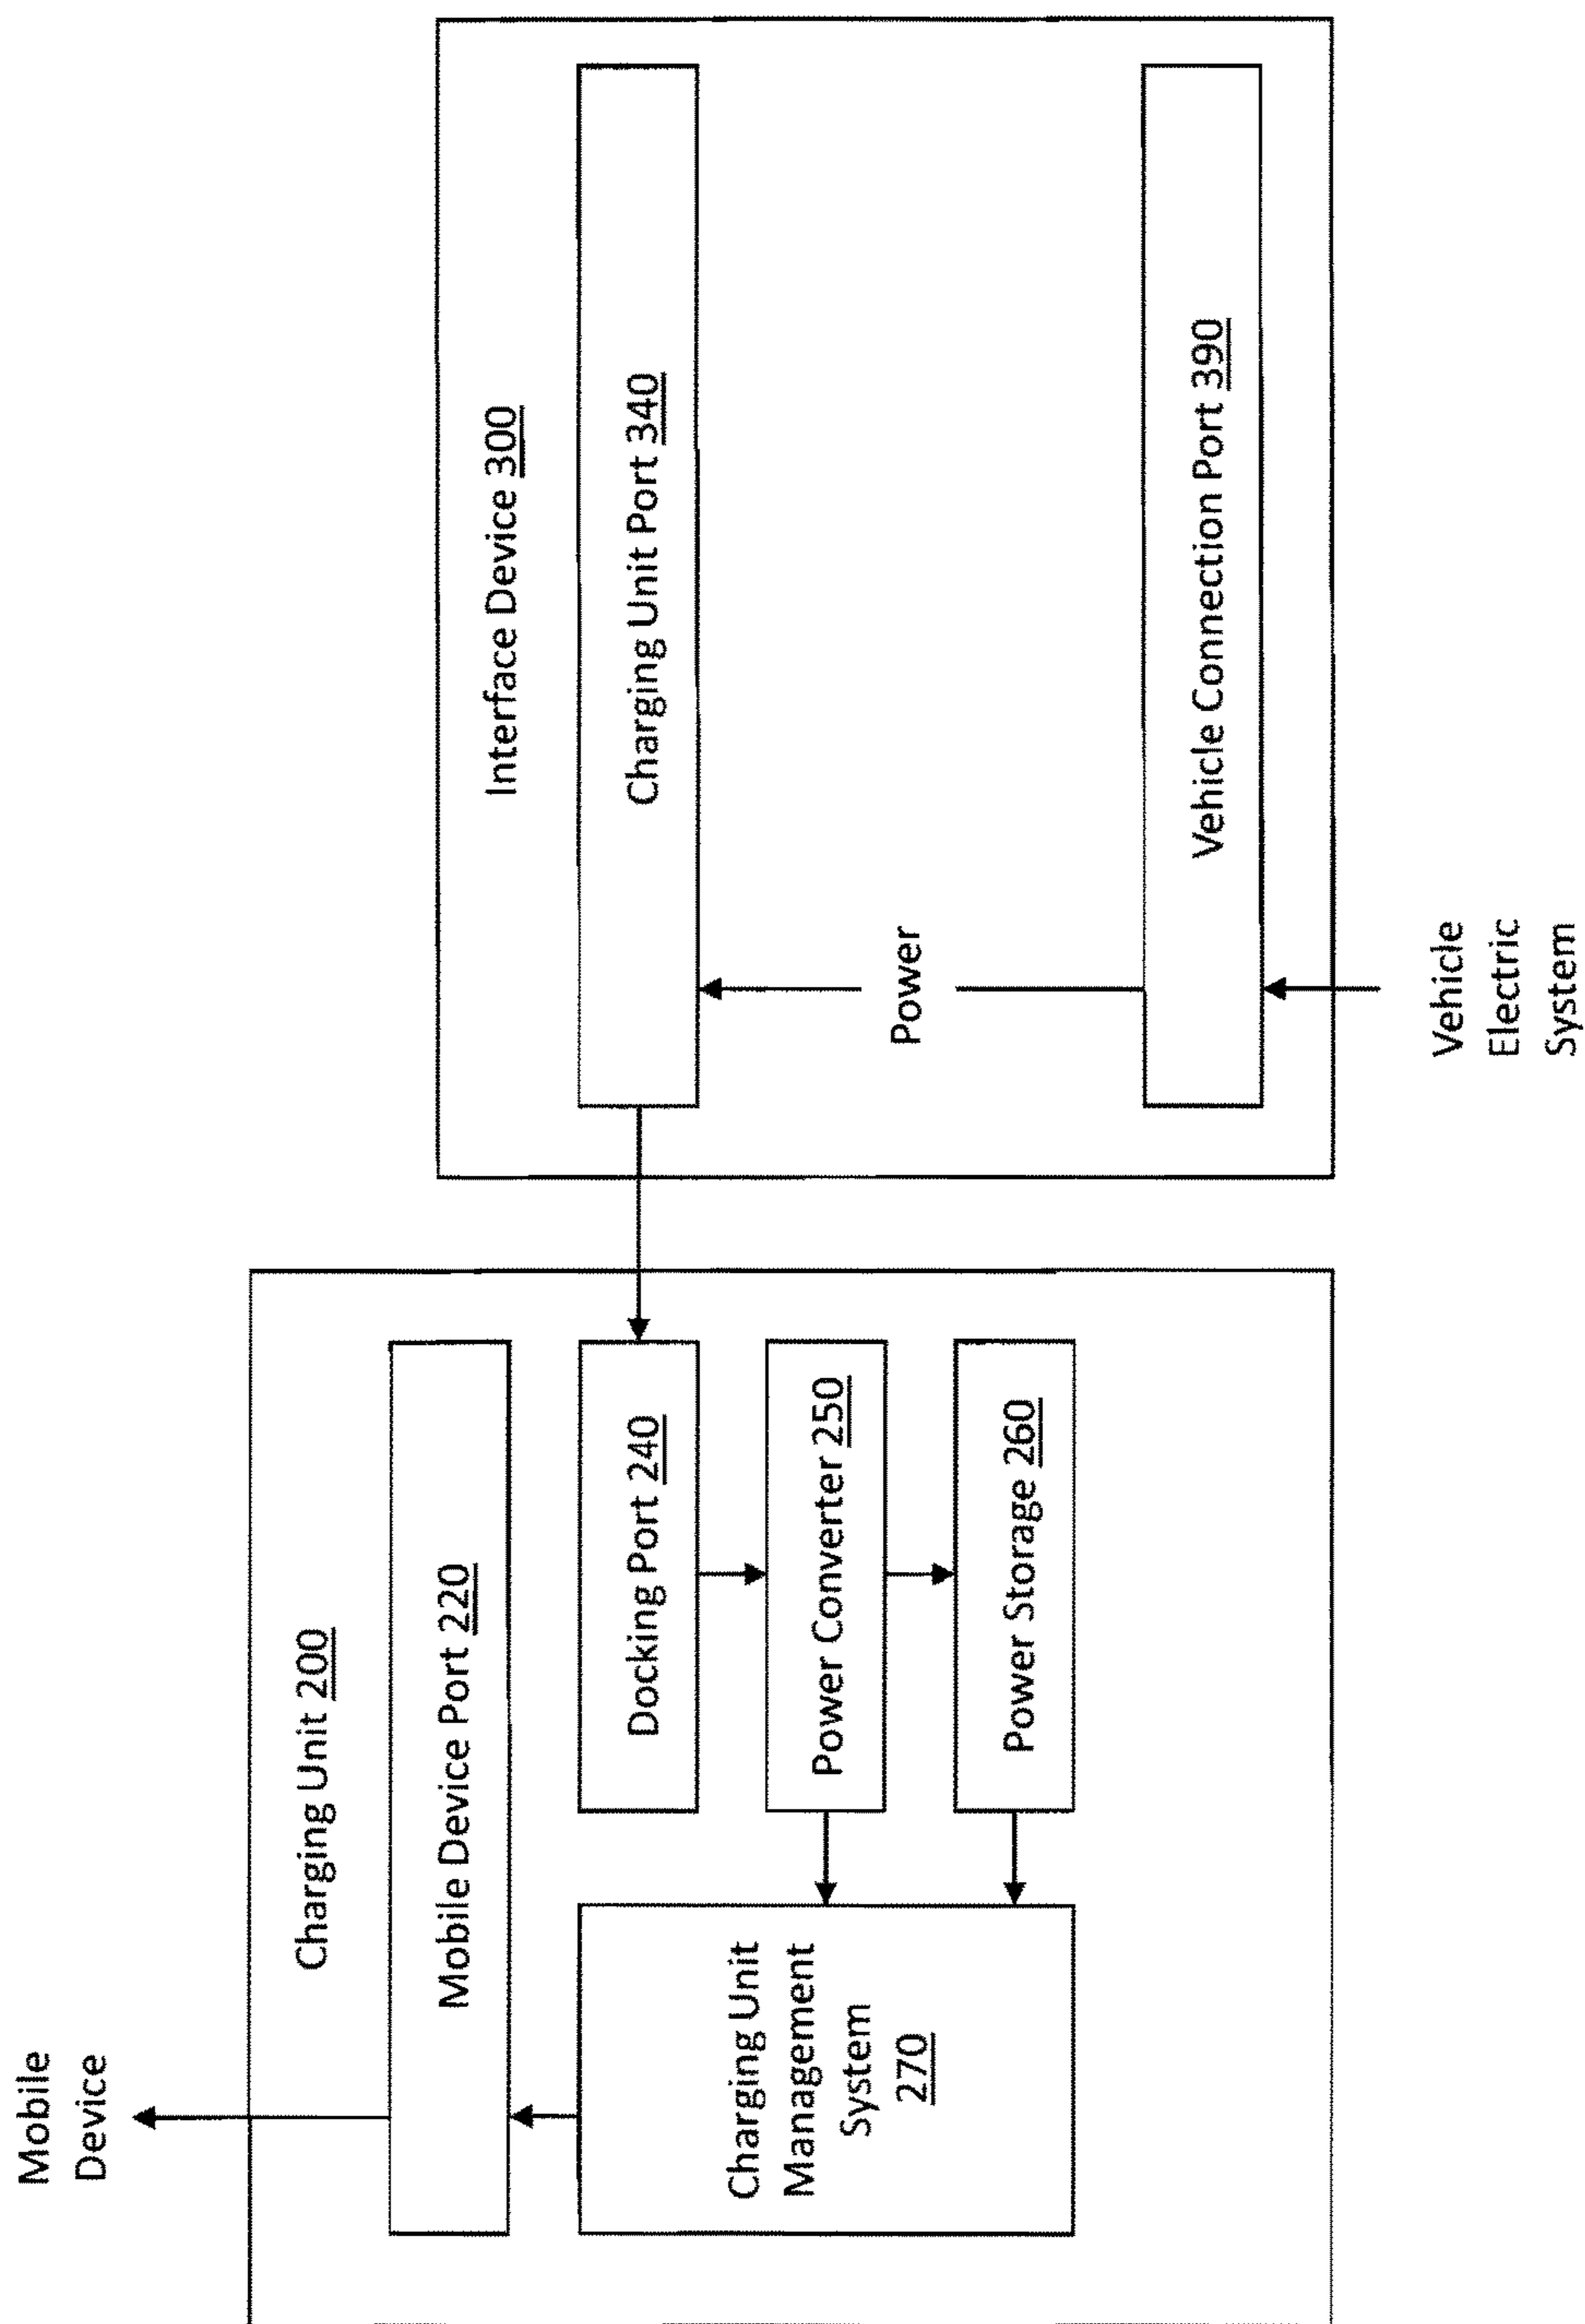 Mobile
Device
Charging Unit 200
Mobile Device Port 220
Docking Port 240
Power Converter 250
Power Storage 260
Charging Unit
Management
System
270
Interface Device 300
Charging Unit Port 340
Power
Vehicle Connection Port 390
Vehicle
Electric
System